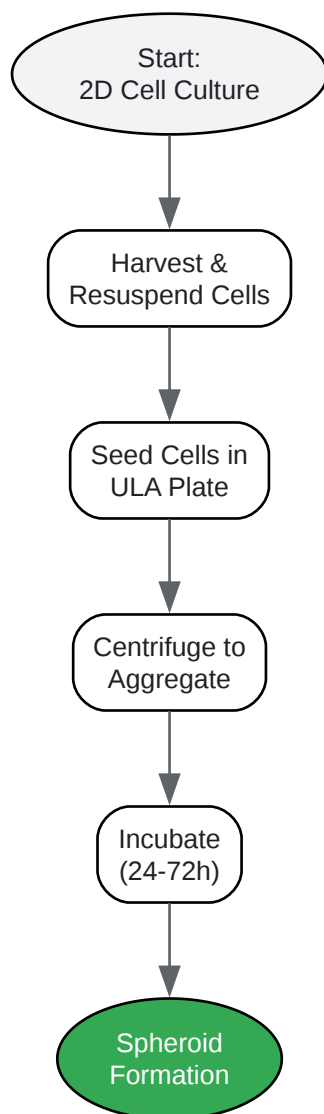 Start:
2D Cell Culture
Harvest &
Resuspend Cells
Seed Cells in
ULA Plate
Centrifuge to
Aggregate
Incubate
(24-72h)
Spheroid
Formation